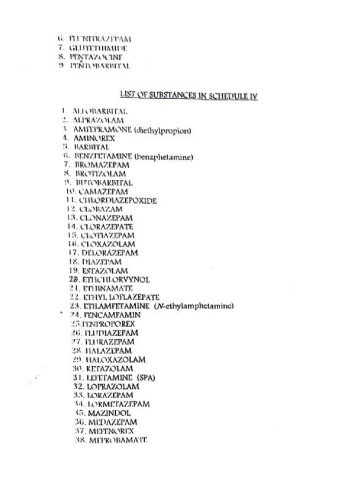 6. FLUNITRAZEPAM
7. GLUTETHIMIDE
8. PENTAZOCINE
9. PENTOBARBITAL
LIST OF SUBSTANCES IN SCHEDULE IV
1. ALLOBARBITAL
2. ALPRAZOLAM
3. AMFEPRAMONE (diethylpropion)
4. AMINOREX
5. BARBITAL
6. BENZFETAMINE (benzphetamine)
7. BROMAZEPAM
8. BROTIZOLAM
9. BUTOBARBITAL
10. CAMAZEPAM
11. CHLORDIAZEPOXIDE
12. CLOBAZAM
13. CLONAZEPAM
14. CLORAZEPATE
15. CLOTIAZEPAM
16. CLOXAZOLAM
17. DELORAZEPAM
18. DIAZEPAM
19. ESTAZOLAM
20. ETHCHLORVYNOL
21. ETHINAMATE
22. ETHYL LOFLAZEPATE
23. ETILAMFETAMINE (N-ethylamphetamine)
24. FENCAMFAMIN
25. FENPROPOREX
26. FLUDIAZEPAM
27. FLURAZEPAM
28. HALAZEPAM
29. HALOXAZOLAM
30. KETAZOLAM
31. LEFETAMINE (SPA)
32. LOPRAZOLAM
33. LORAZEPAM
34. LORMETAZEPAM
35. MAZINDOL
36. MEDAZEPAM
37. MEFENOREX
38. MEPROBAMATE